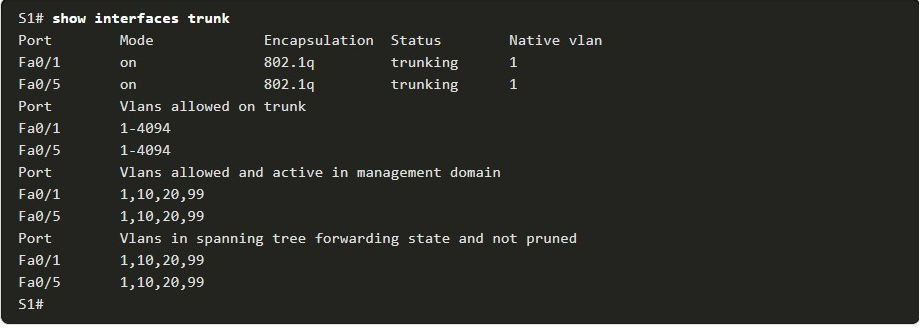 S1# show interfaces trunk
Port Mode Encapsulation Status Native vlan
Fa0/1 on 802.1q trunking 1
Fa0/5 on 802.1q trunking 1
Port Vlans allowed on trunk
Fa0/1 1-4094
Fa0/5 1-4094
Port Vlans allowed and active in management domain
Fa0/1 1,10,20,99
Fa0/5 1,10,20,99
Port Vlans in spanning tree forwarding state and not pruned
Fa0/1 1,10,20,99
Fa0/5 1,10,20,99
S1#